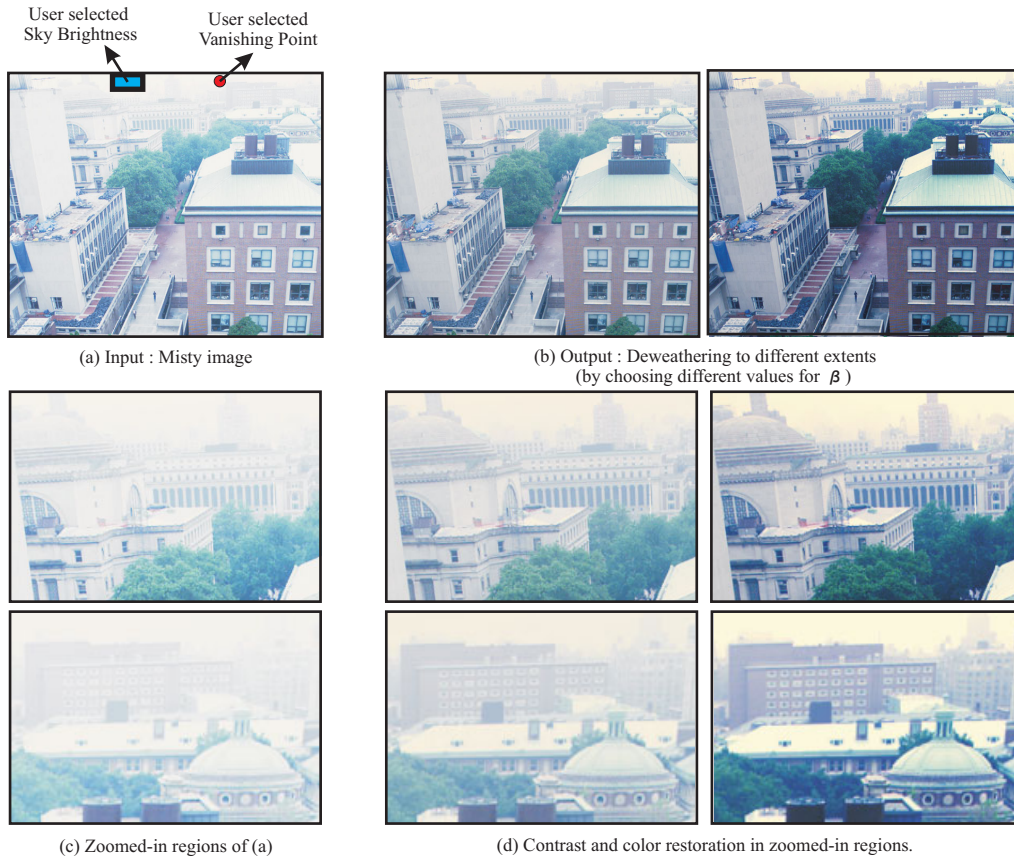 User selected
Sky Brightness
User selected
Vanishing Point
(a) Input : Misty image
(b) Output : Deweathering to different extents
(by choosing different values for β )
(c) Zoomed-in regions of (a)
(d) Contrast and color restoration in zoomed-in regions.